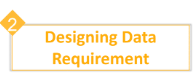 2
Designing Data
Requirement